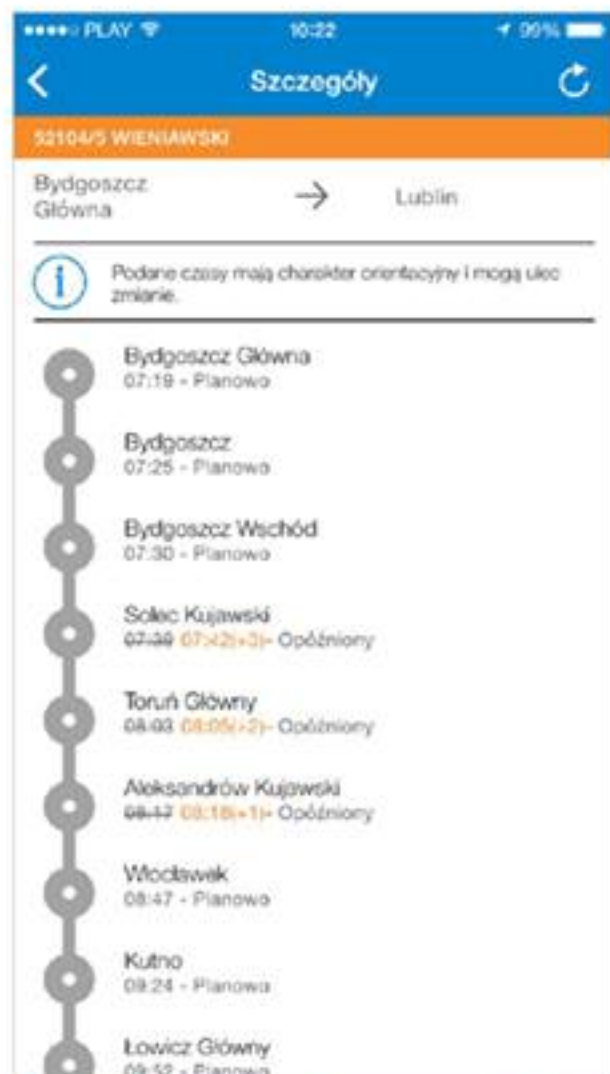 PLAY 10:22 99%
Szczegóły
52104/5 WIENIAWSKI
Bydgoszcz
Główna
→ Lublin
Podane czasy mają charakter orientacyjny i mogą ulec
zmianie.
Bydgoszcz Główna
07:19 - Planowo
Bydgoszcz
07:25 - Planowo
Bydgoszcz Wschód
07:30 - Planowo
Solec Kujawski
07:39 07:42(+3)- Opóźniony
Toruń Główny
08:03 08:05(+2)- Opóźniony
Aleksandrów Kujawski
08:17 08:18(+1)- Opóźniony
Włocławek
08:47 - Planowo
Kutno
09:24 - Planowo
Łowicz Główny
09:52 - Planowo